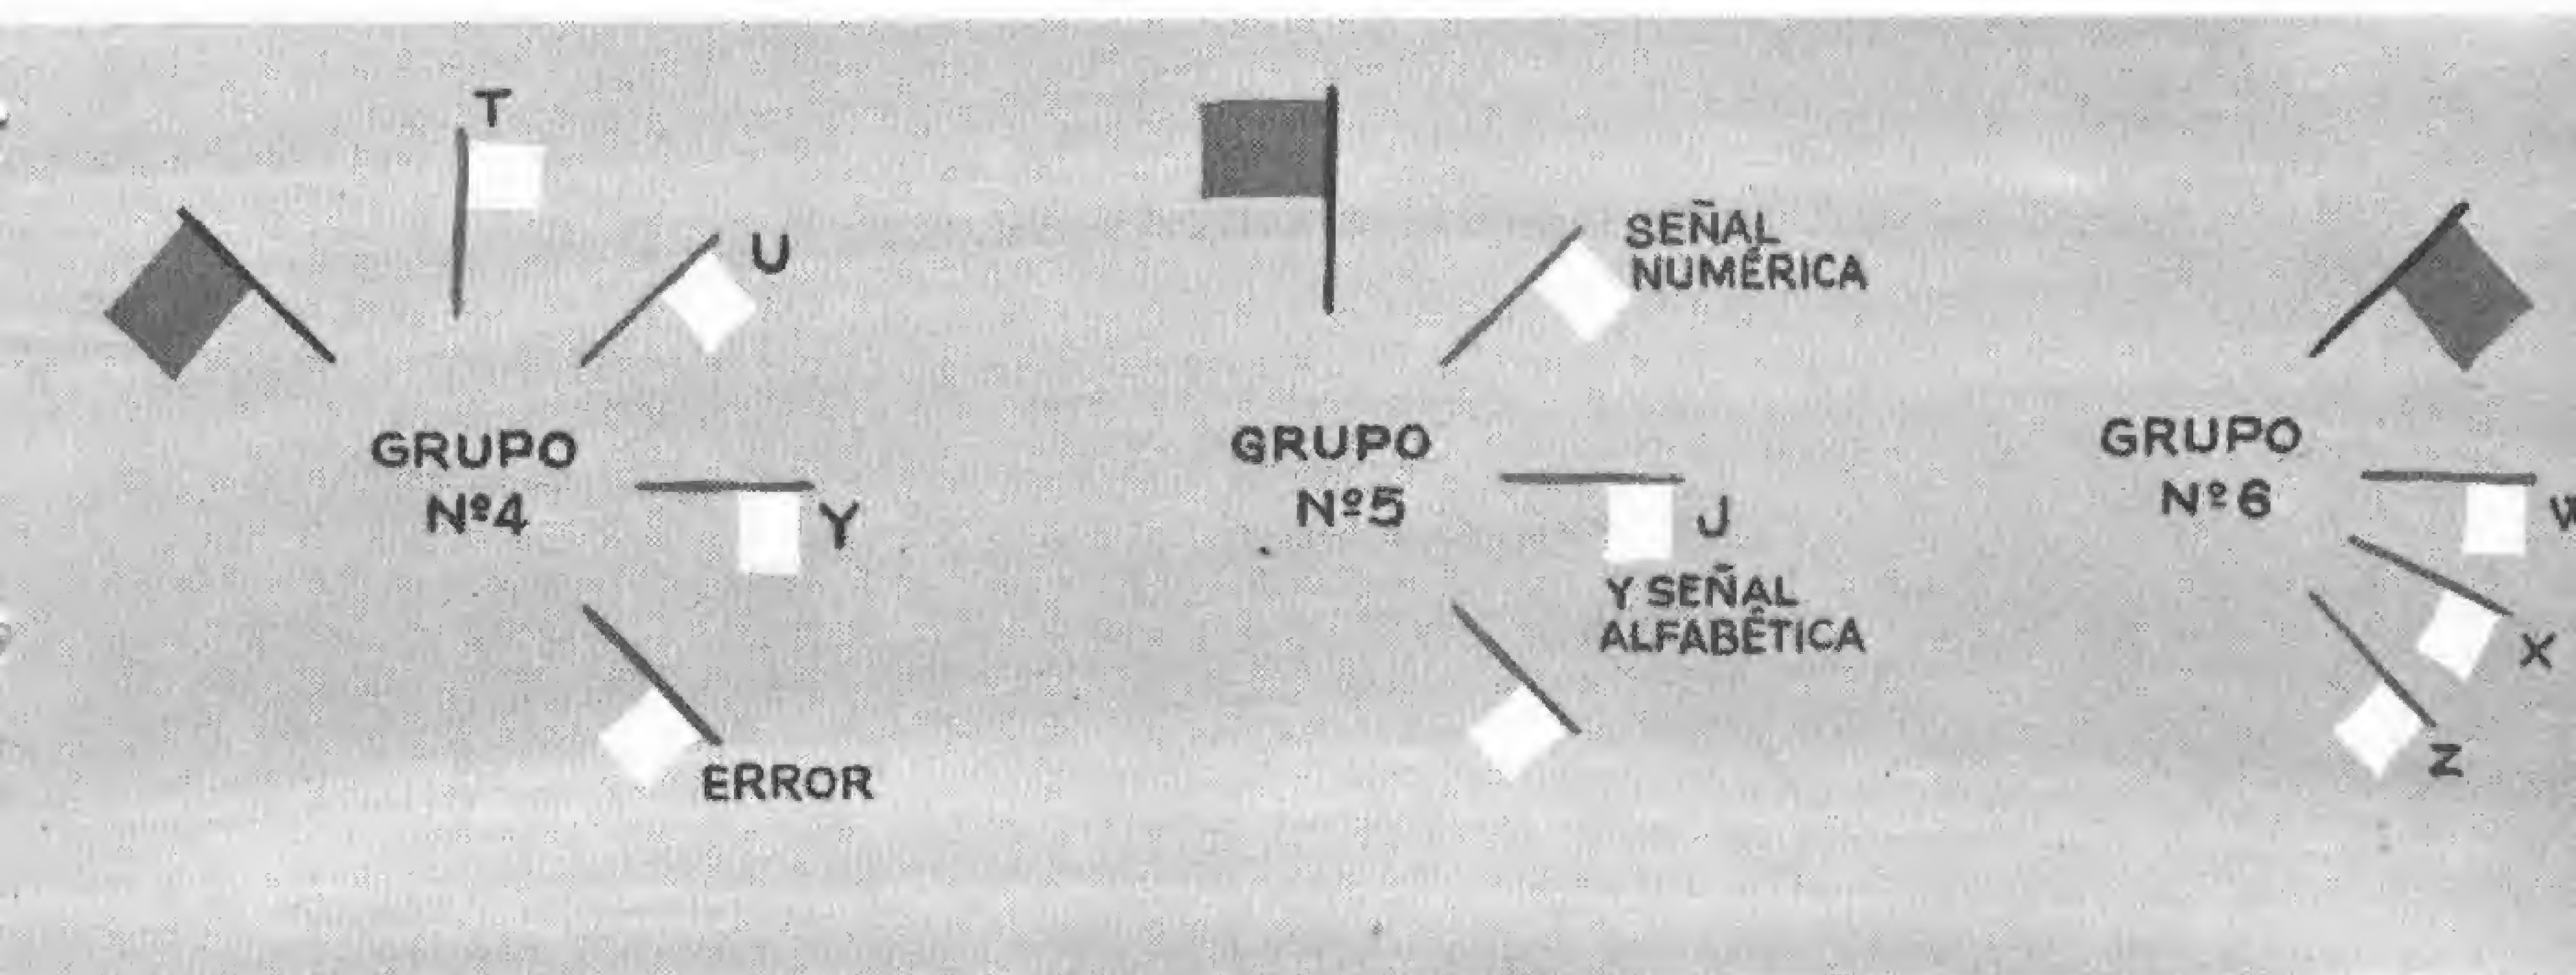 T
U
GRUPO
Nº4
Y
ERROR
SEÑAL
NUMÉRICA
GRUPO
Nº5
J
Y SEÑAL
ALFABÉTICA
GRUPO
Nº6
W
X
Z